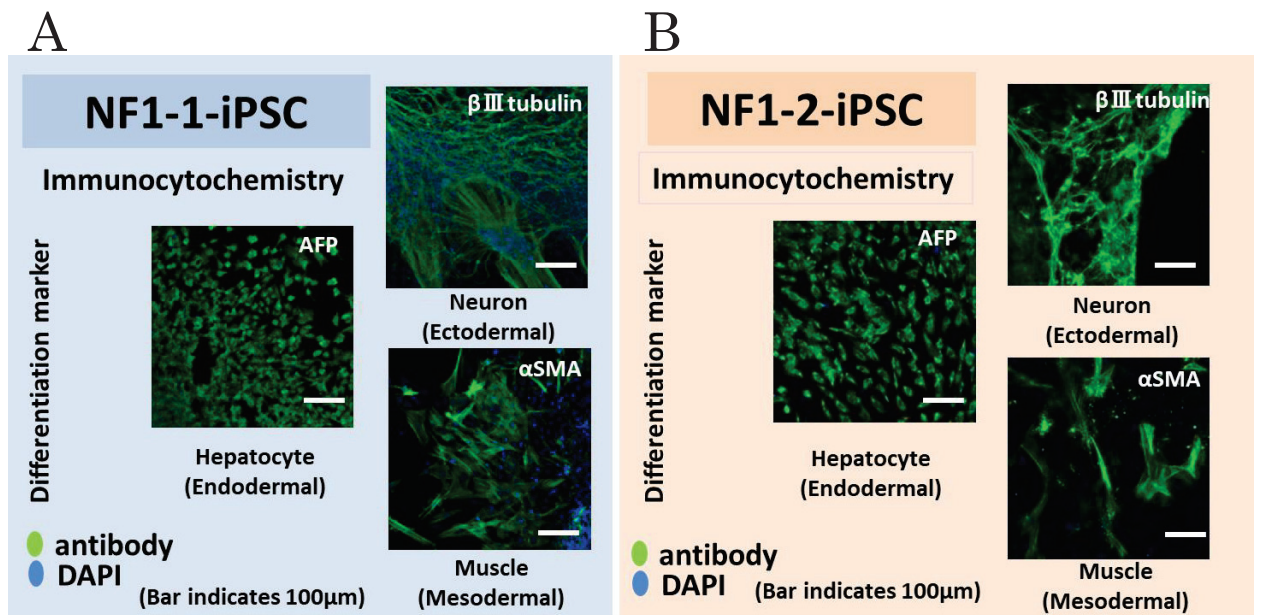 A
NF1-1-iPSC
Immunocytochemistry
Differentiation marker
AFP
Hepatocyte
(Endodermal)
βⅢ tubulin
Neuron
(Ectodermal)
αSMA
Muscle
(Mesodermal)
antibody
DAPI
(Bar indicates 100μm)
B
NF1-2-iPSC
Immunocytochemistry
Differentiation marker
AFP
Hepatocyte
(Endodermal)
βⅢ tubulin
Neuron
(Ectodermal)
αSMA
Muscle
(Mesodermal)
antibody
DAPI
(Bar indicates 100μm)